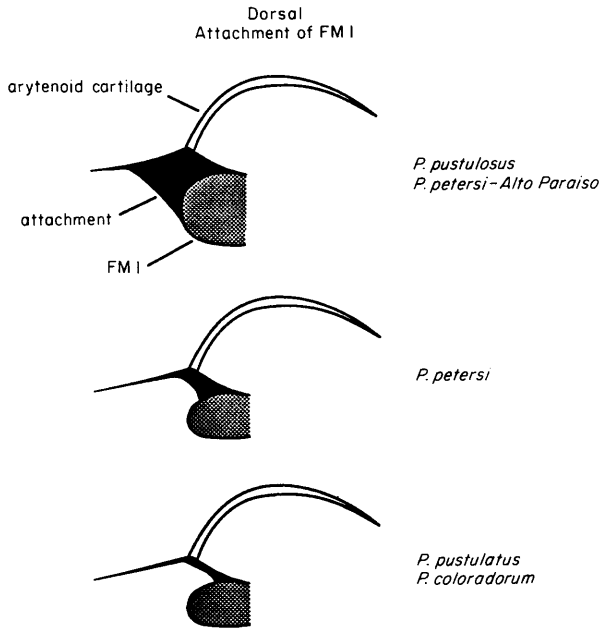 Dorsal
Attachment of FM I
arytenoid cartilage
P. pustulosus
P. petersi-Alto Paraiso
attachment
FM I
P. petersi
P. pustulatus
P. coloradorum